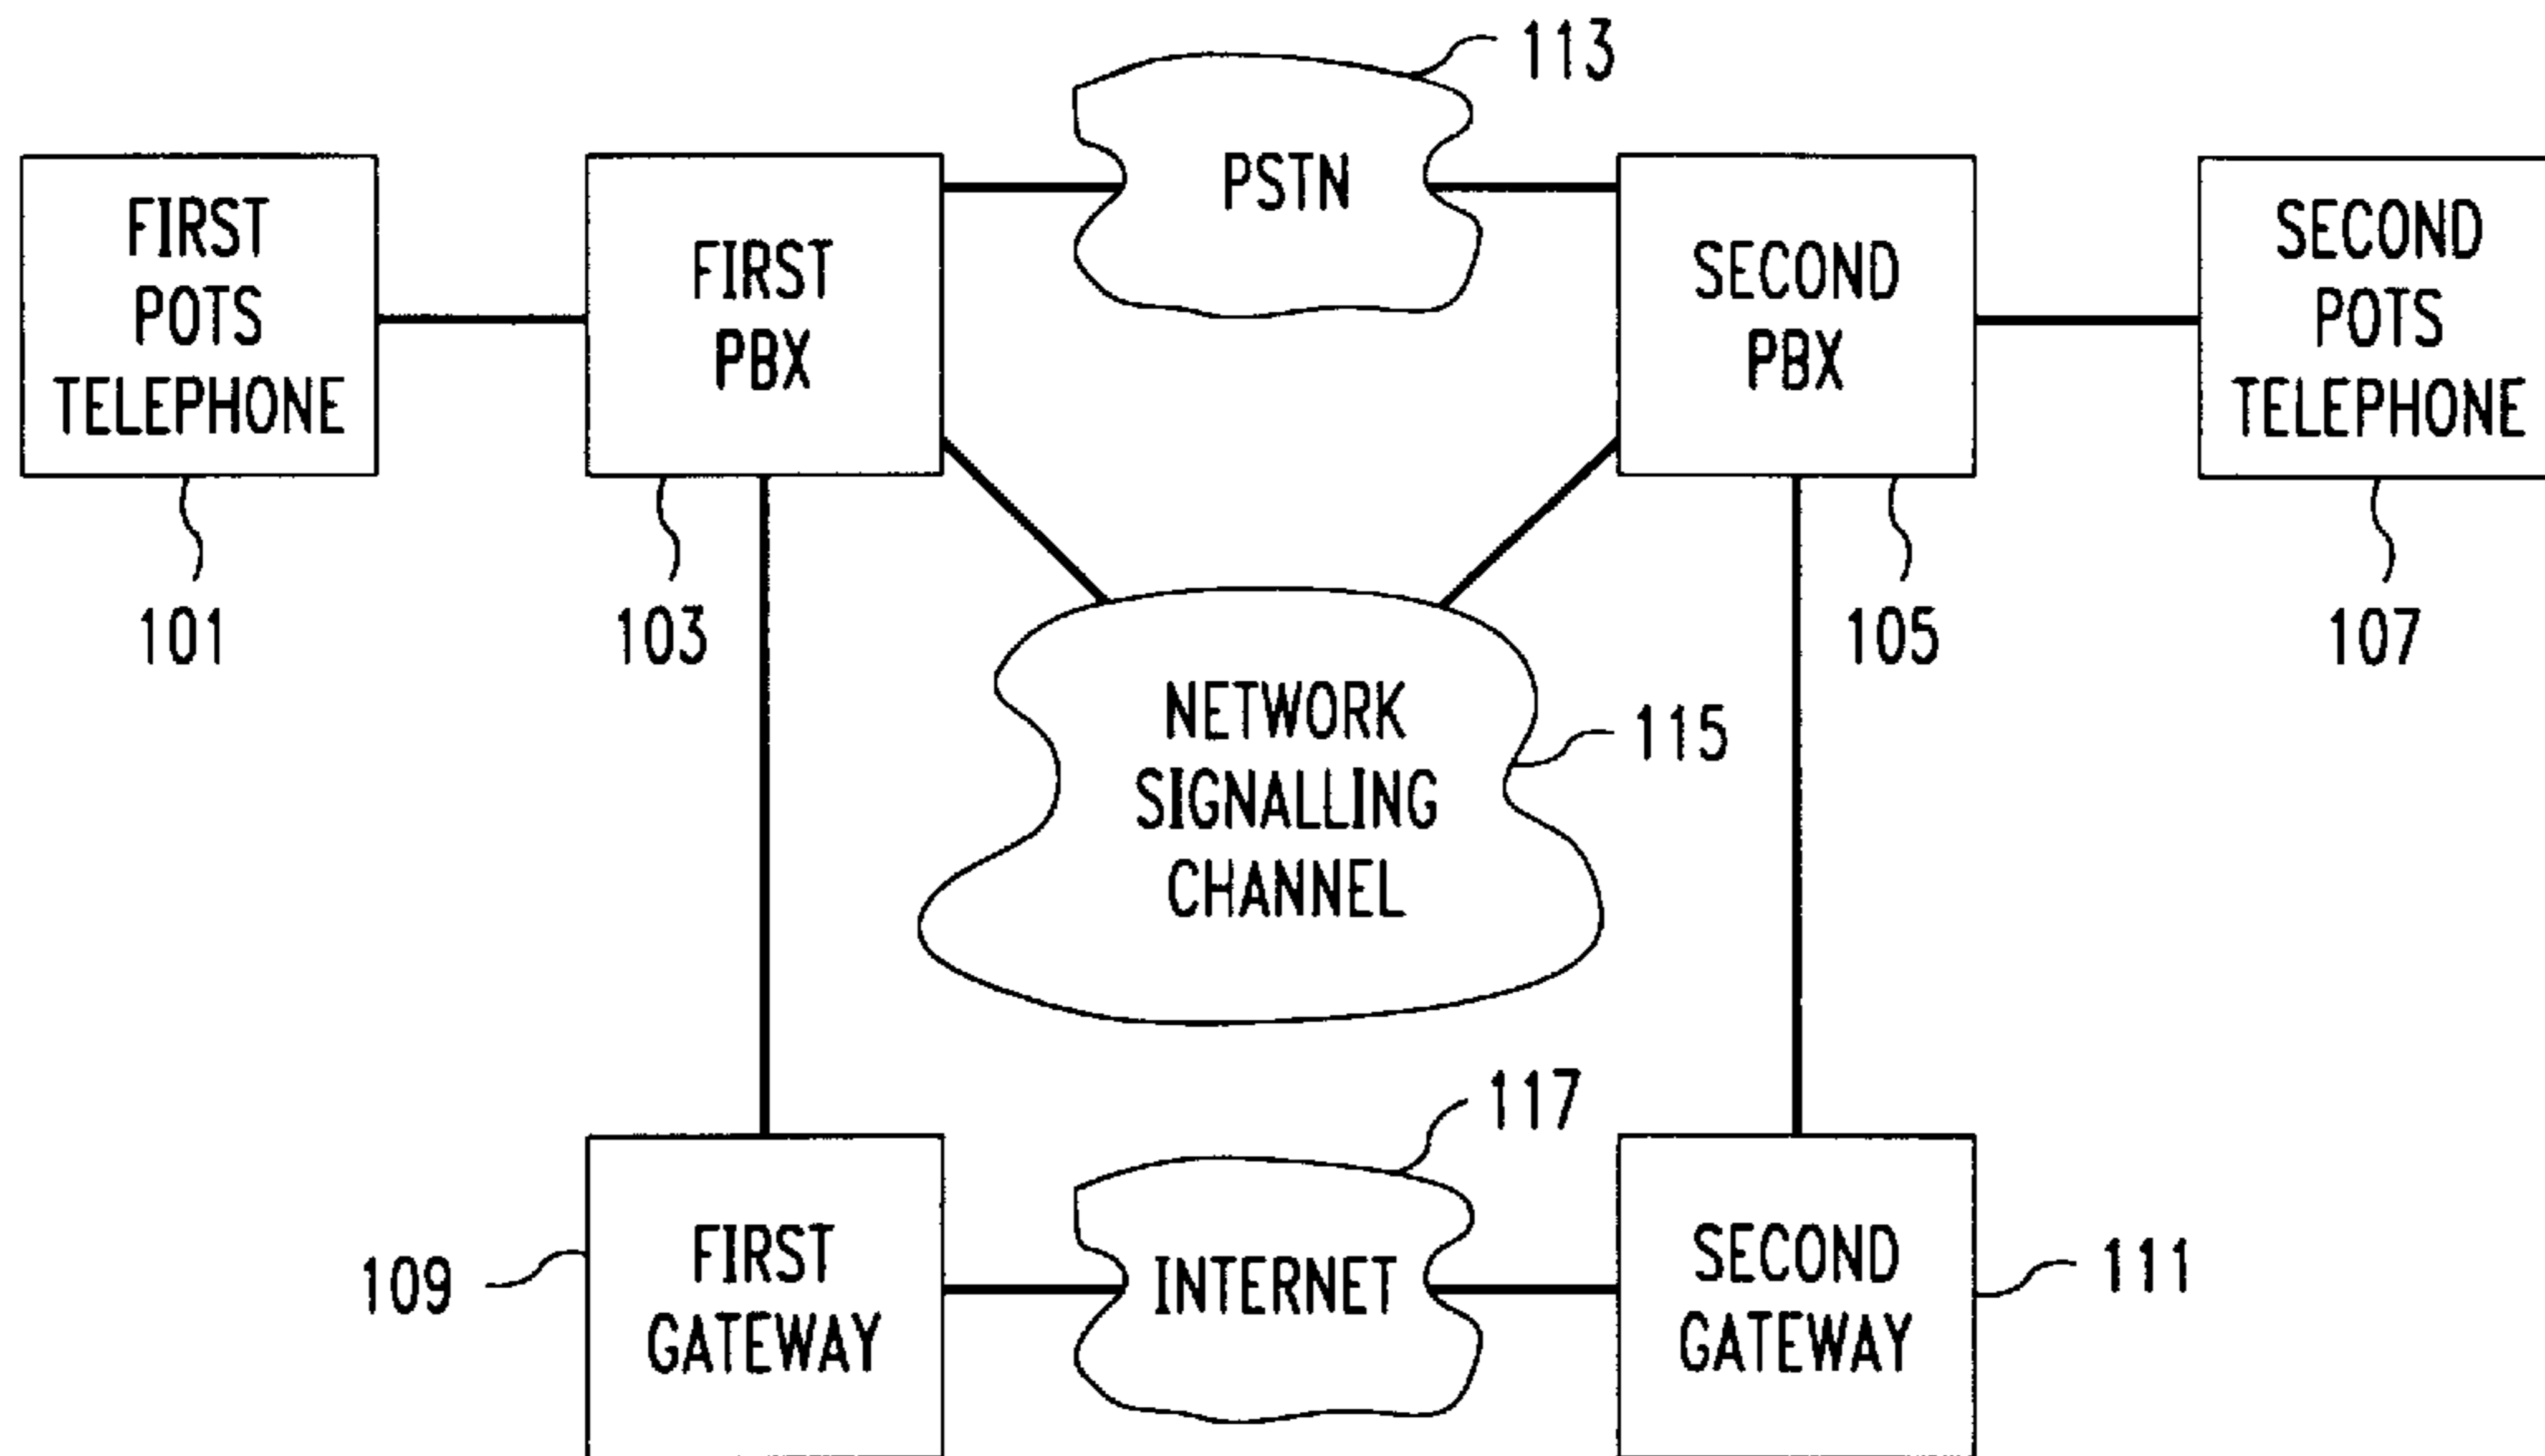 113
FIRST
POTS
TELEPHONE
FIRST
PBX
PSTN
SECOND
PBX
SECOND
POTS
TELEPHONE
101
103
105
107
NETWORK
SIGNALLING
CHANNEL
115
117
109
FIRST
GATEWAY
INTERNET
SECOND
GATEWAY
111